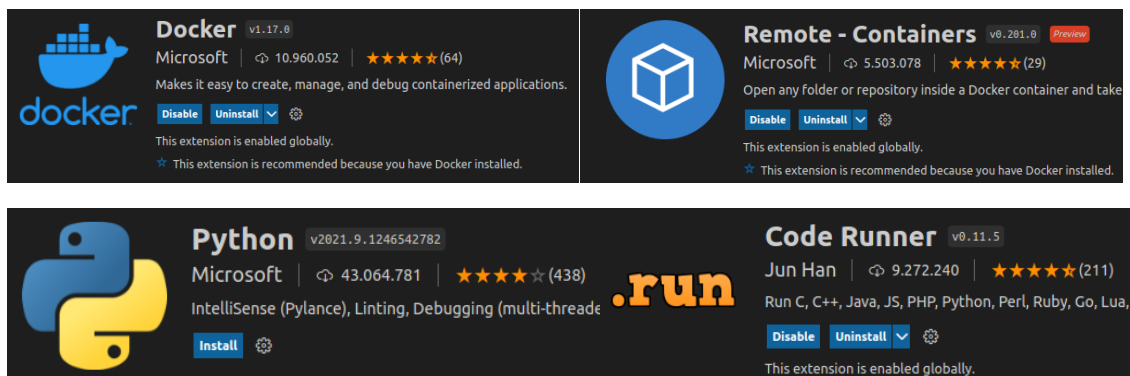 Docker v1.17.0
Microsoft 10.960.052 (64)
Makes it easy to create, manage, and debug containerized applications.
Disable Uninstall
This extension is enabled globally.
This extension is recommended because you have Docker installed.
docker
Remote - Containers v0.201.0 Preview
Microsoft 5.503.078 (29)
Open any folder or repository inside a Docker container and take
Disable Uninstall
This extension is enabled globally.
This extension is recommended because you have Docker installed.
Python v2021.9.1246542782
Microsoft 43.064.781 (438)
IntelliSense (Pylance), Linting, Debugging (multi-threade
Install
.run
Code Runner v0.11.5
Jun Han 9.272.240 (211)
Run C, C++, Java, JS, PHP, Python, Perl, Ruby, Go, Lua,
Disable Uninstall
This extension is enabled globally.